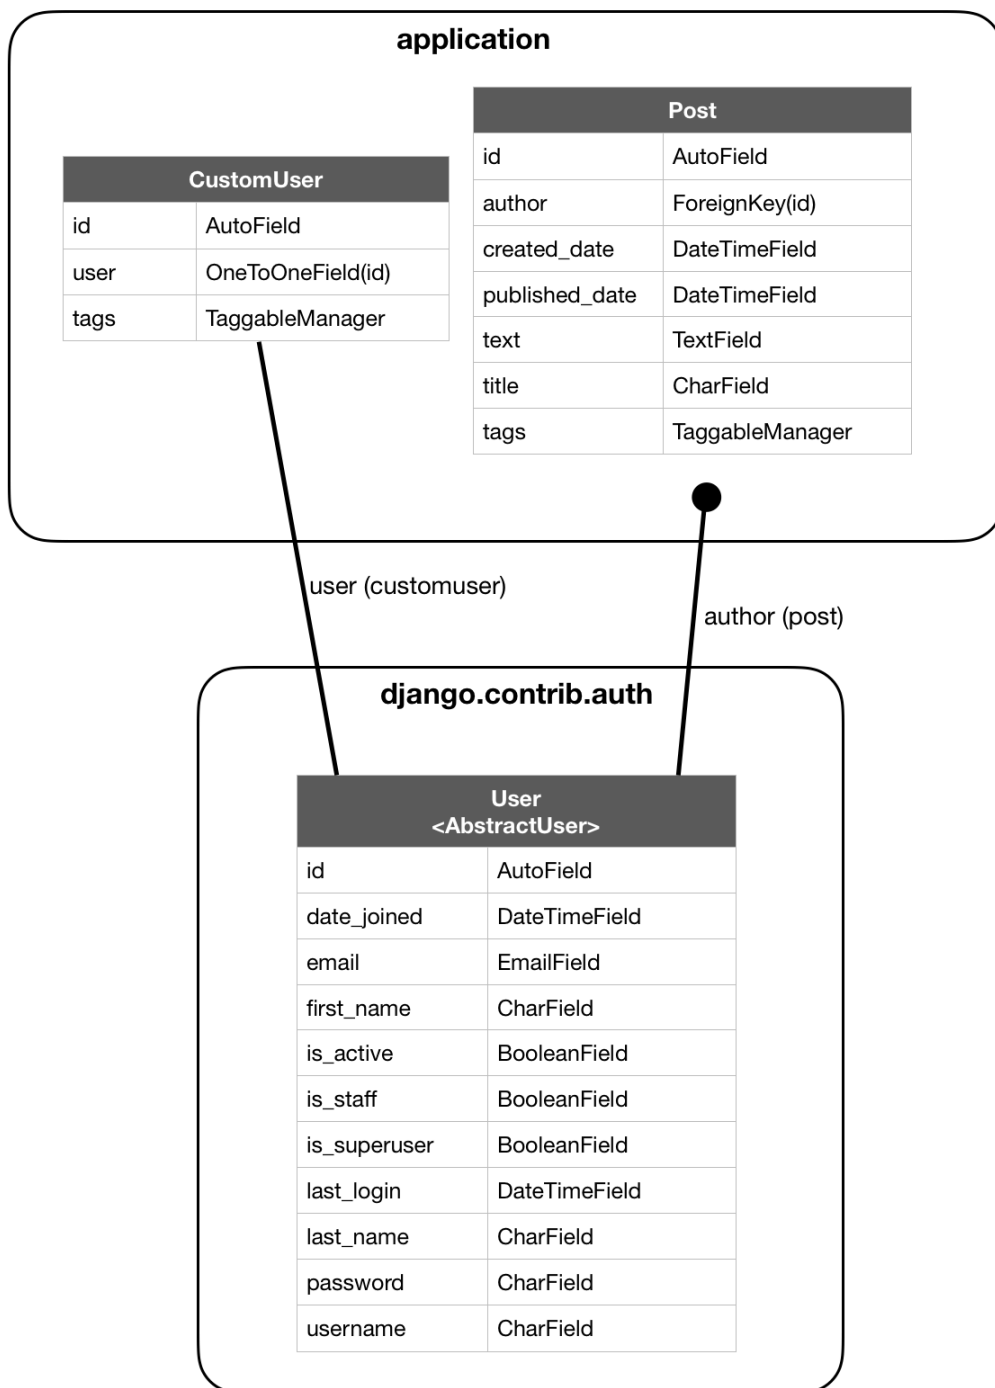 application
CustomUser
id AutoField
user OneToOneField(id)
tags TaggableManager
Post
id AutoField
author ForeignKey(id)
created_date DateTimeField
published_date DateTimeField
text TextField
title CharField
tags TaggableManager
user (customuser)
author (post)
django.contrib.auth
User
<AbstractUser>
id AutoField
date_joined DateTimeField
email EmailField
first_name CharField
is_active BooleanField
is_staff BooleanField
is_superuser BooleanField
last_login DateTimeField
last_name CharField
password CharField
username CharField